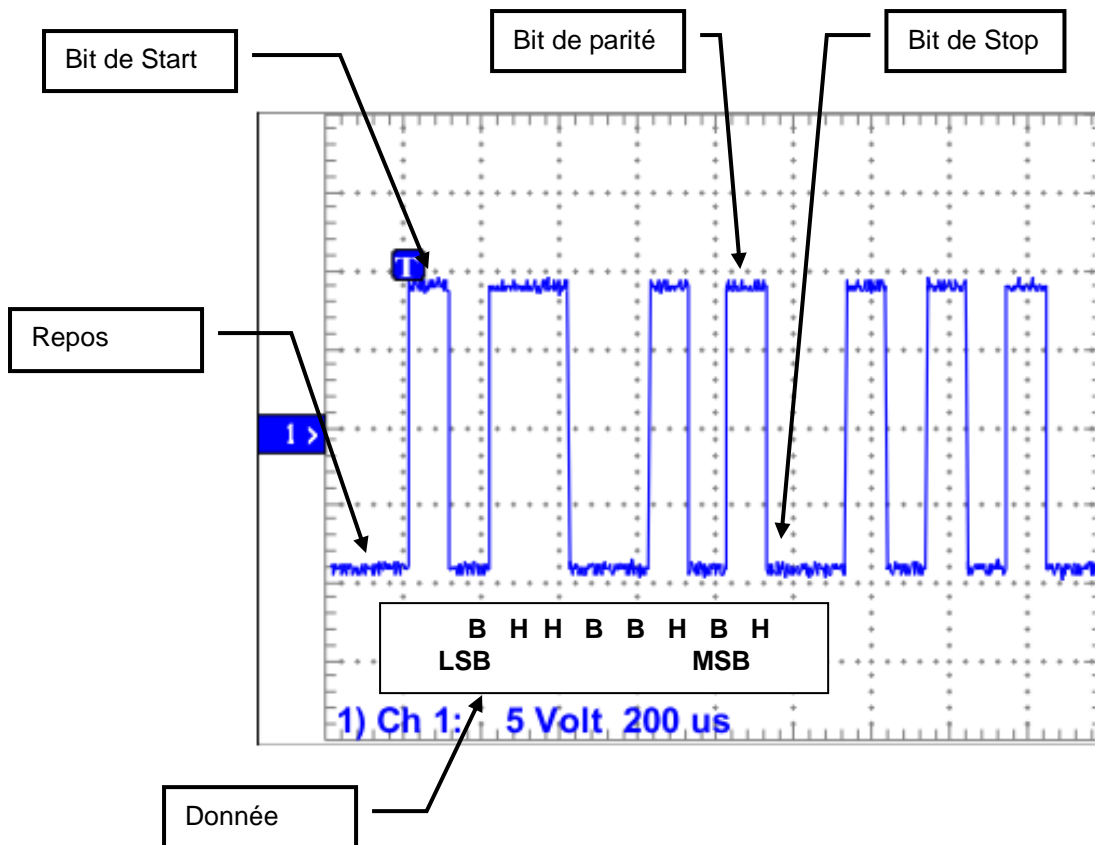 Bit de Start
Bit de parité
Bit de Stop
T
Repos
1 >
B H H B B H B H
LSB MSB
1) Ch 1: 5 Volt 200 us
Donnée